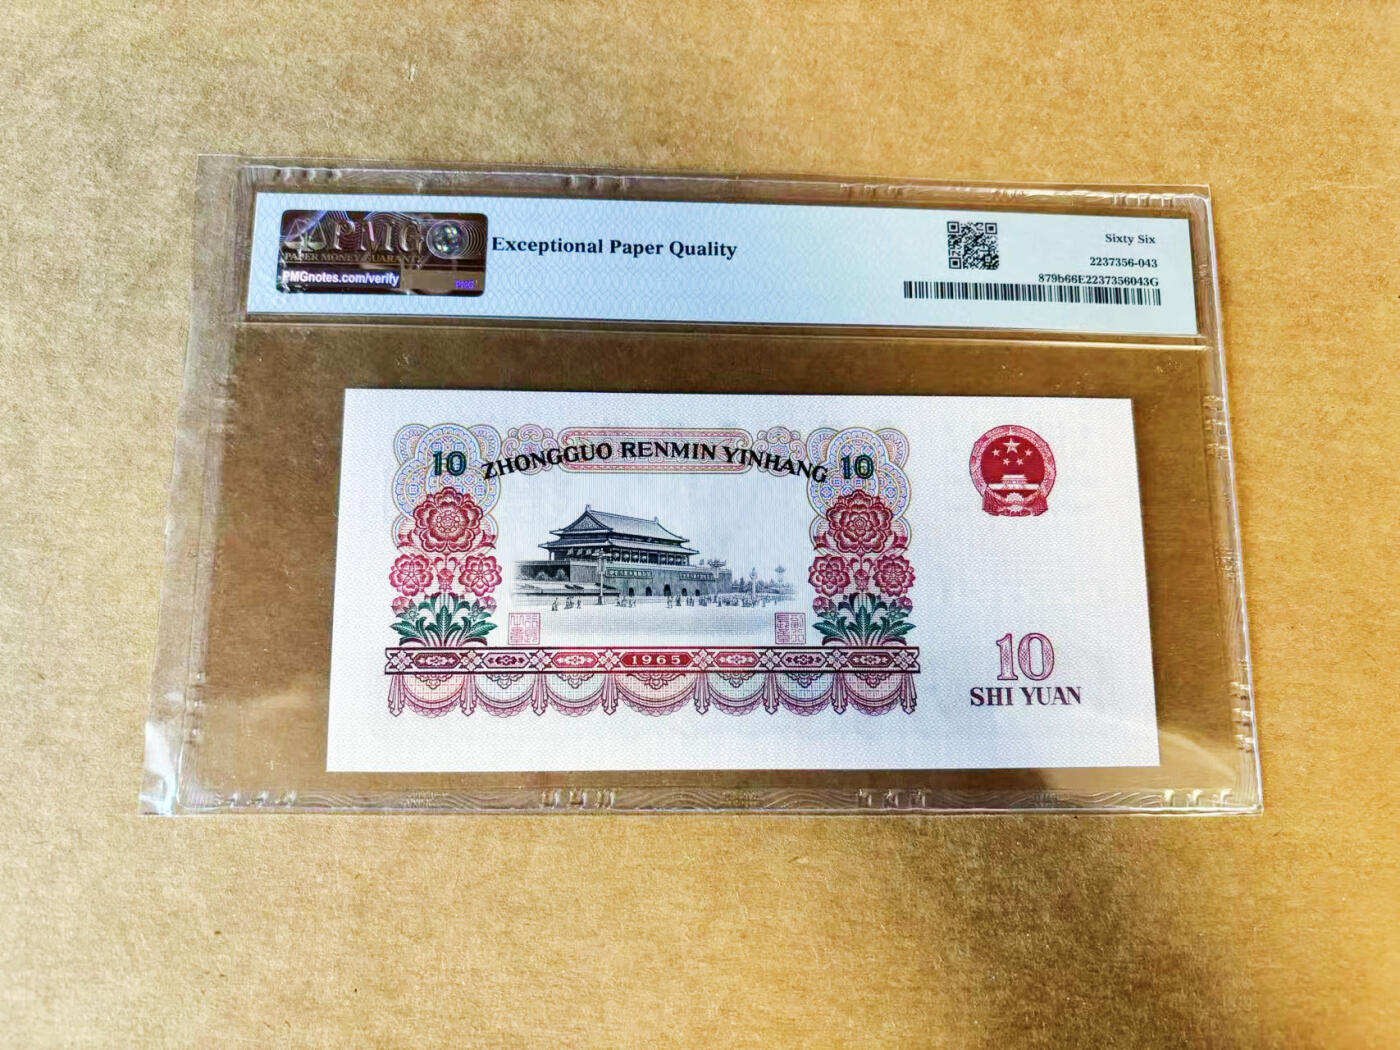 PMG
PAPER MONEY GUARANTY
PMGnotes.com/verify
PMG
Exceptional Paper Quality
Sixty Six
2237356-043
879b66E2237356043G
10 ZHONGGUO RENMIN YINHANG 10
1965
10
SHI YUAN